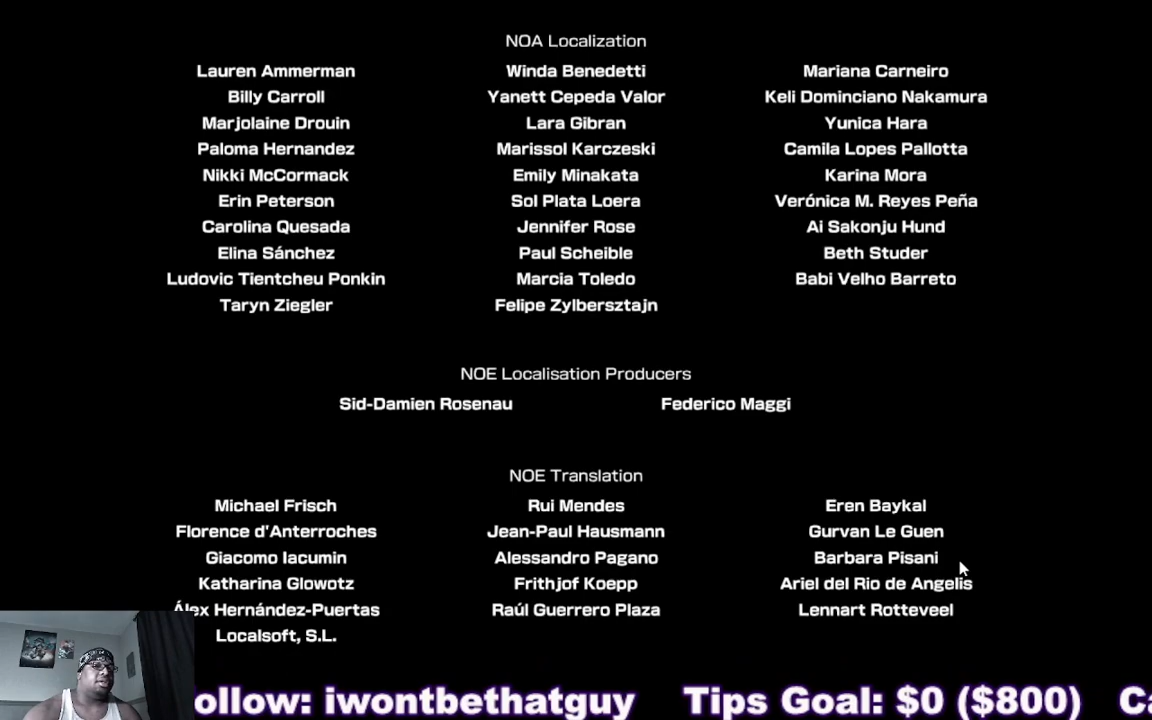 NOA Localization
Lauren Ammerman Winda Benedetti Mariana Carneiro
Billy Carroll Yanett Cepeda Valor Keli Dominciano Nakamura
Marjolaine Drouin Lara Gibran Yunica Hara
Paloma Hernandez Marissol Karczeski Camila Lopes Pallotta
Nikki McCormack Emily Minakata Karina Mora
Erin Peterson Sol Plata Loera Verónica M. Reyes Peña
Carolina Quesada Jennifer Rose Ai Sakonju Hund
Elina Sánchez Paul Scheible Beth Studer
Ludovic Tientcheu Ponkin Marcia Toledo Babi Velho Barreto
Taryn Ziegler Felipe Zylbersztajn
NOE Localisation Producers
Sid-Damien Rosenau Federico Maggi
NOE Translation
Michael Frisch Rui Mendes Eren Baykal
Florence d'Anterroches Jean-Paul Hausmann Gurvan Le Guen
Giacomo Iacumin Alessandro Pagano Barbara Pisani
Katharina Glowotz Frithjof Koepp Ariel del Rio de Angelis
Álex Hernández-Puertas Raúl Guerrero Plaza Lennart Rotteveel
Localsoft, S.L.
ollow: iwontbethatguy Tips Goal: $0 ($800) Ca